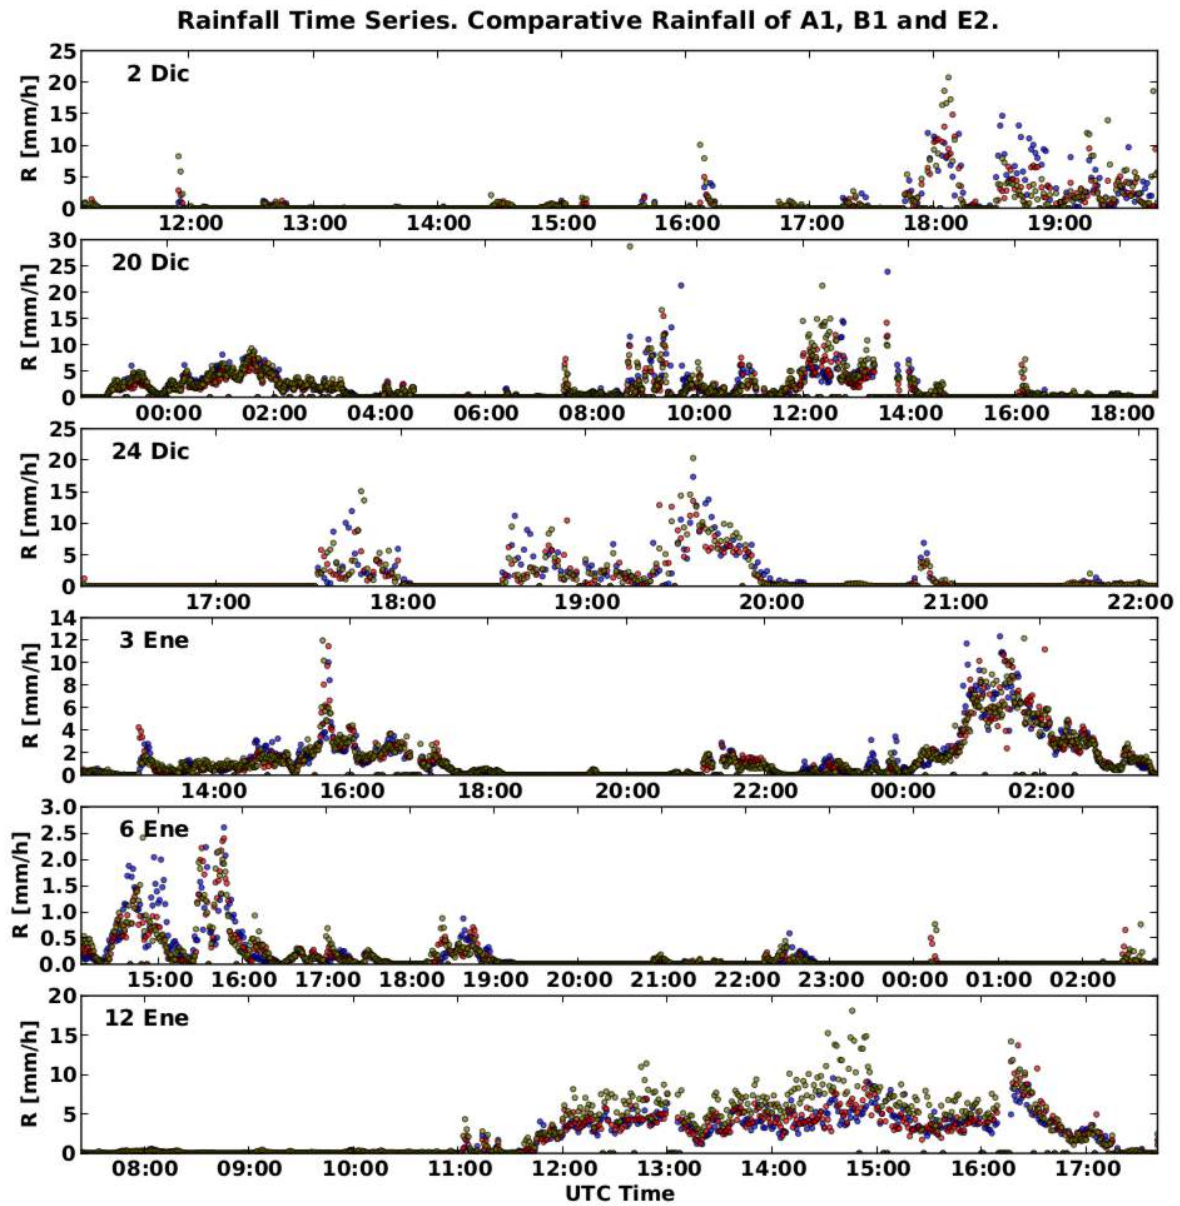 Rainfall Time Series. Comparative Rainfall of A1, B1 and E2.
25
20
15
10
5
0
R [mm/h]
2 Dic
12:00 13:00 14:00 15:00 16:00 17:00 18:00 19:00
30
25
20
15
10
5
0
R [mm/h]
20 Dic
00:00 02:00 04:00 06:00 08:00 10:00 12:00 14:00 16:00 18:00
25
20
15
10
5
0
R [mm/h]
24 Dic
17:00 18:00 19:00 20:00 21:00 22:00
14
12
10
8
6
4
2
0
R [mm/h]
3 Ene
14:00 16:00 18:00 20:00 22:00 00:00 02:00
3.0
2.5
2.0
1.5
1.0
0.5
0.0
R [mm/h]
6 Ene
15:00 16:00 17:00 18:00 19:00 20:00 21:00 22:00 23:00 00:00 01:00 02:00
20
15
10
5
0
R [mm/h]
12 Ene
08:00 09:00 10:00 11:00 12:00 13:00 14:00 15:00 16:00 17:00
UTC Time